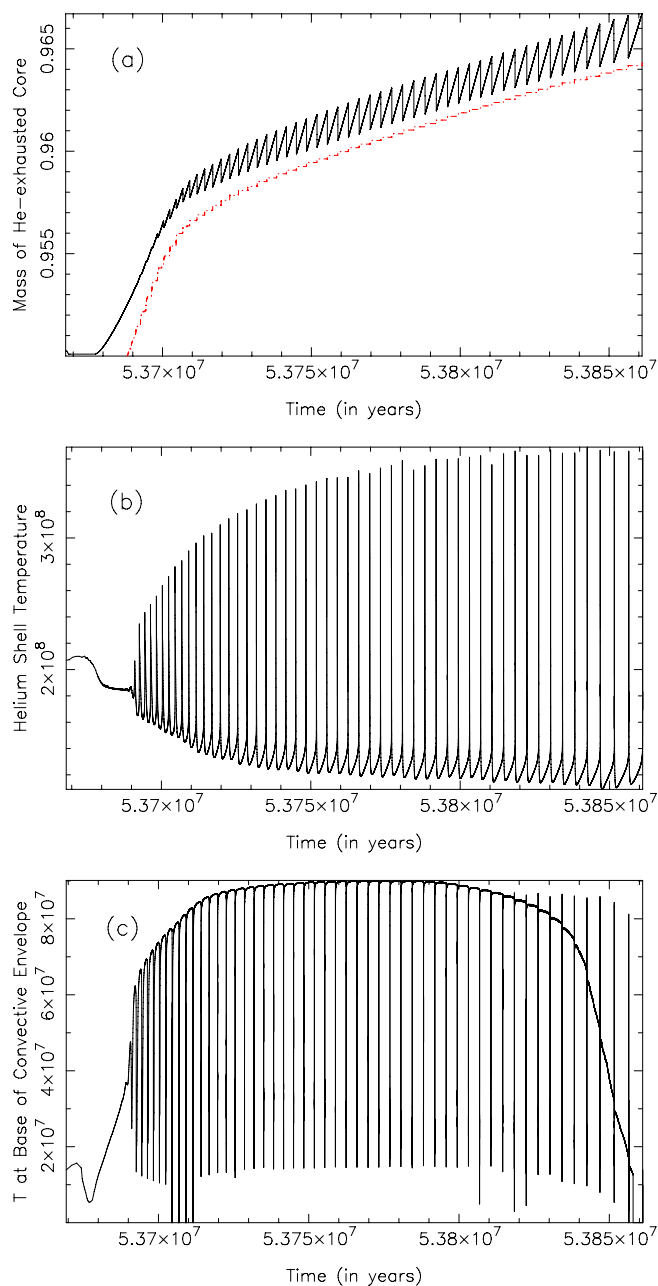 (a)
Mass of He−exhausted Core
0.965
0.96
0.955
5.37×10⁷ 5.375×10⁷ 5.38×10⁷ 5.385×10⁷
Time (in years)
(b)
Helium Shell Temperature
3×10⁸
2×10⁸
5.37×10⁷ 5.375×10⁷ 5.38×10⁷ 5.385×10⁷
Time (in years)
(c)
T at Base of Convective Envelope
8×10⁷
6×10⁷
4×10⁷
2×10⁷
5.37×10⁷ 5.375×10⁷ 5.38×10⁷ 5.385×10⁷
Time (in years)